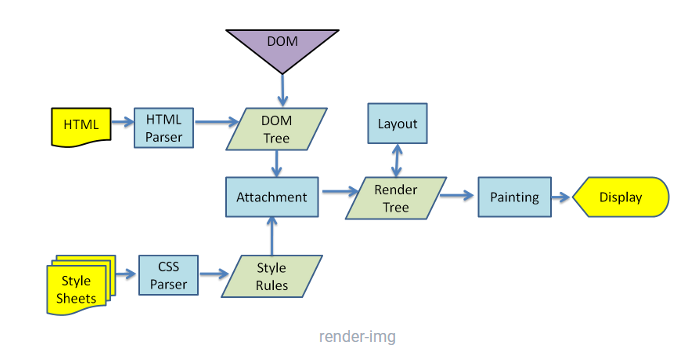 DOM
HTML
HTML
Parser
DOM
Tree
Layout
Attachment
Render
Tree
Painting
Display
Style
Sheets
CSS
Parser
Style
Rules
render-img